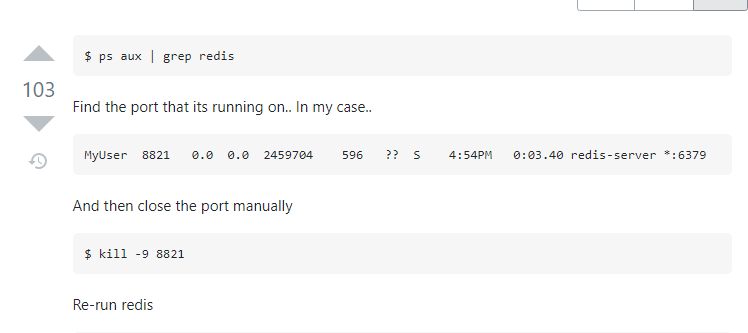 $ ps aux | grep redis
103
Find the port that its running on.. In my case..
MyUser  8821   0.0  0.0  2459704    596   ??  S    4:54PM   0:03.40 redis-server *:6379
And then close the port manually
$ kill -9 8821
Re-run redis